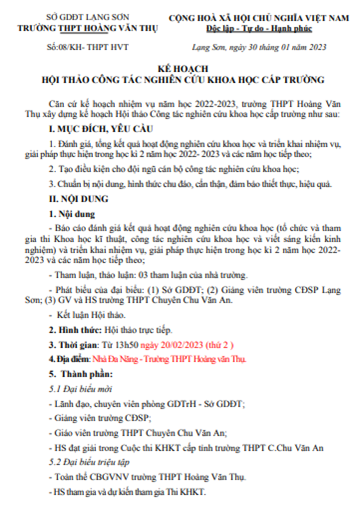 SỞ GDĐT LẠNG SƠN
TRƯỜNG THPT HOÀNG VĂN THỤ
CỘNG HOÀ XÃ HỘI CHỦ NGHĨA VIỆT NAM
Độc lập - Tự do - Hạnh phúc
Số:08/KH- THPT HVT
Lạng Sơn, ngày 30 tháng 01 năm 2023
KẾ HOẠCH
HỘI THẢO CÔNG TÁC NGHIÊN CỨU KHOA HỌC CẤP TRƯỜNG
Căn cứ kế hoạch nhiệm vụ năm học 2022-2023, trường THPT Hoàng Văn
Thụ xây dựng kế hoạch Hội thảo Công tác nghiên cứu khoa học cấp trường như sau:
I. MỤC ĐÍCH, YÊU CẦU
1. Đánh giá, tổng kết quả hoạt động nghiên cứu khoa học và triển khai nhiệm vụ,
giải pháp thực hiện trong học kì 2 năm học 2022- 2023 và các năm học tiếp theo;
2. Tạo điều kiện cho đội ngũ cán bộ công tác nghiên cứu khoa học.
3. Chuẩn bị nội dung, hình thức chu đáo, cẩn thận, đảm bảo thiết thực, hiệu quả.
II. NỘI DUNG
1. Nội dung
- Báo cáo đánh giá kết quả hoạt động nghiên cứu khoa học (tổ chức và tham
gia thi Khoa học kĩ thuật, công tác nghiên cứu khoa học và viết sáng kiến kinh
nghiệm) và triển khai nhiệm vụ, giải pháp thực hiện trong học kì 2 năm học 2022-
2023 và các năm học tiếp theo;
- Tham luận, thảo luận: 03 tham luận của nhà trường.
- Phát biểu của đại biểu: (1) Sở GDĐT; (2) Giảng viên trường CĐSP Lạng
Sơn; (3) GV và HS trường THPT Chuyên Chu Văn An.
- Kết luận Hội thảo.
2. Hình thức: Hội thảo trực tiếp.
3. Thời gian: Từ 13h50 ngày 20/02/2023 (thứ 2 )
4. Địa điểm: Nhà Đa Năng - Trường THPT Hoàng văn Thụ.
5. Thành phần:
5.1 Đại biểu mời
- Lãnh đạo, chuyên viên phòng GDTrH - Sở GDĐT;
- Giảng viên trường CĐSP;
- Giáo viên trường THPT Chuyên Chu Văn An;
- HS đạt giải trong Cuộc thi KHKT cấp tỉnh trường THPT C.Chu Văn An
5.2 Đại biểu triệu tập
- Toàn thể CBGVNV trường THPT Hoàng Văn Thụ.
- HS tham gia và dự kiến tham gia Thi KHKT.